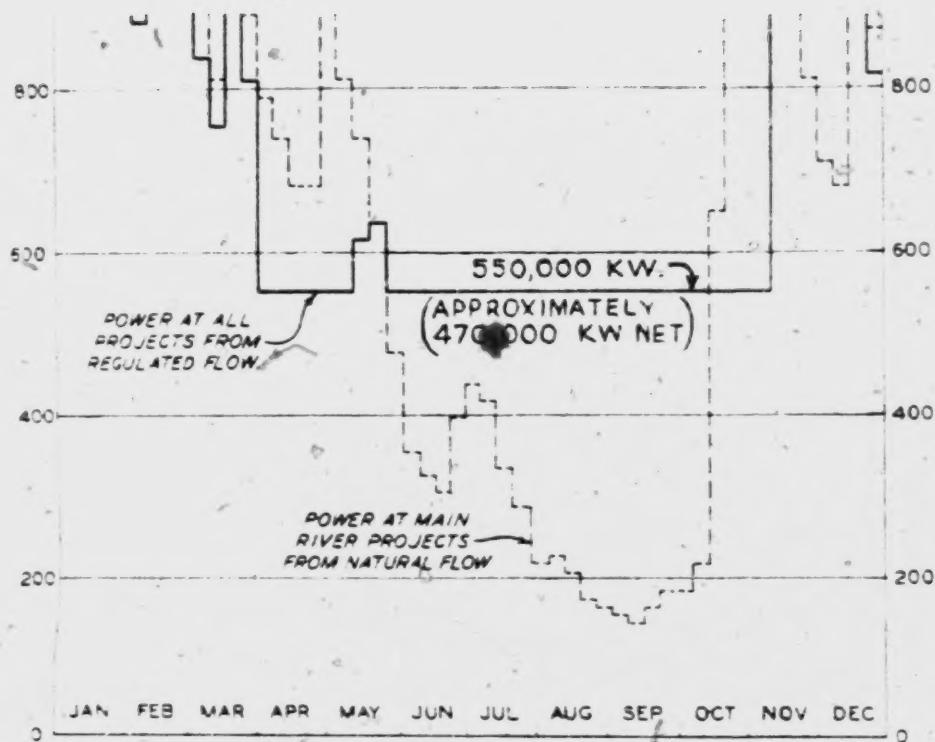 800
800
500
600
550,000 KW.
(APPROXIMATELY
470,000 KW NET)
POWER AT ALL
PROJECTS FROM
REGULATED FLOW
400
400
POWER AT MAIN
RIVER PROJECTS
FROM NATURAL FLOW
200
200
JAN FEB MAR APR MAY JUN JUL AUG SEP OCT NOV DEC
0
0